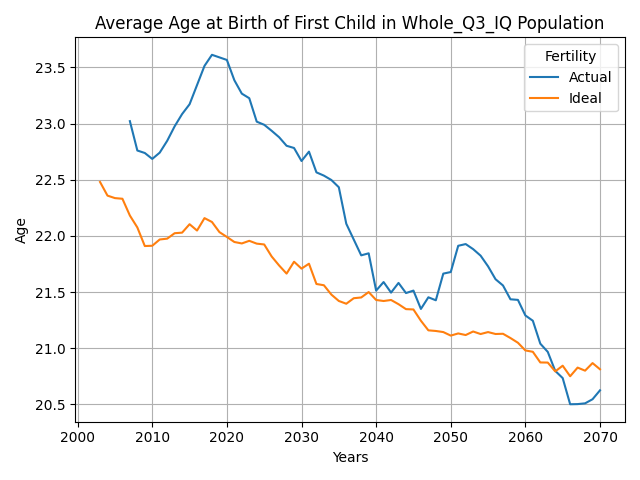 Average Age at Birth of First Child in Whole_Q3_IQ Population
Fertility
Actual
Ideal
23.5
23.0
22.5
22.0
21.5
21.0
20.5
Age
2000
2010
2020
2030
2040
2050
2060
2070
Years